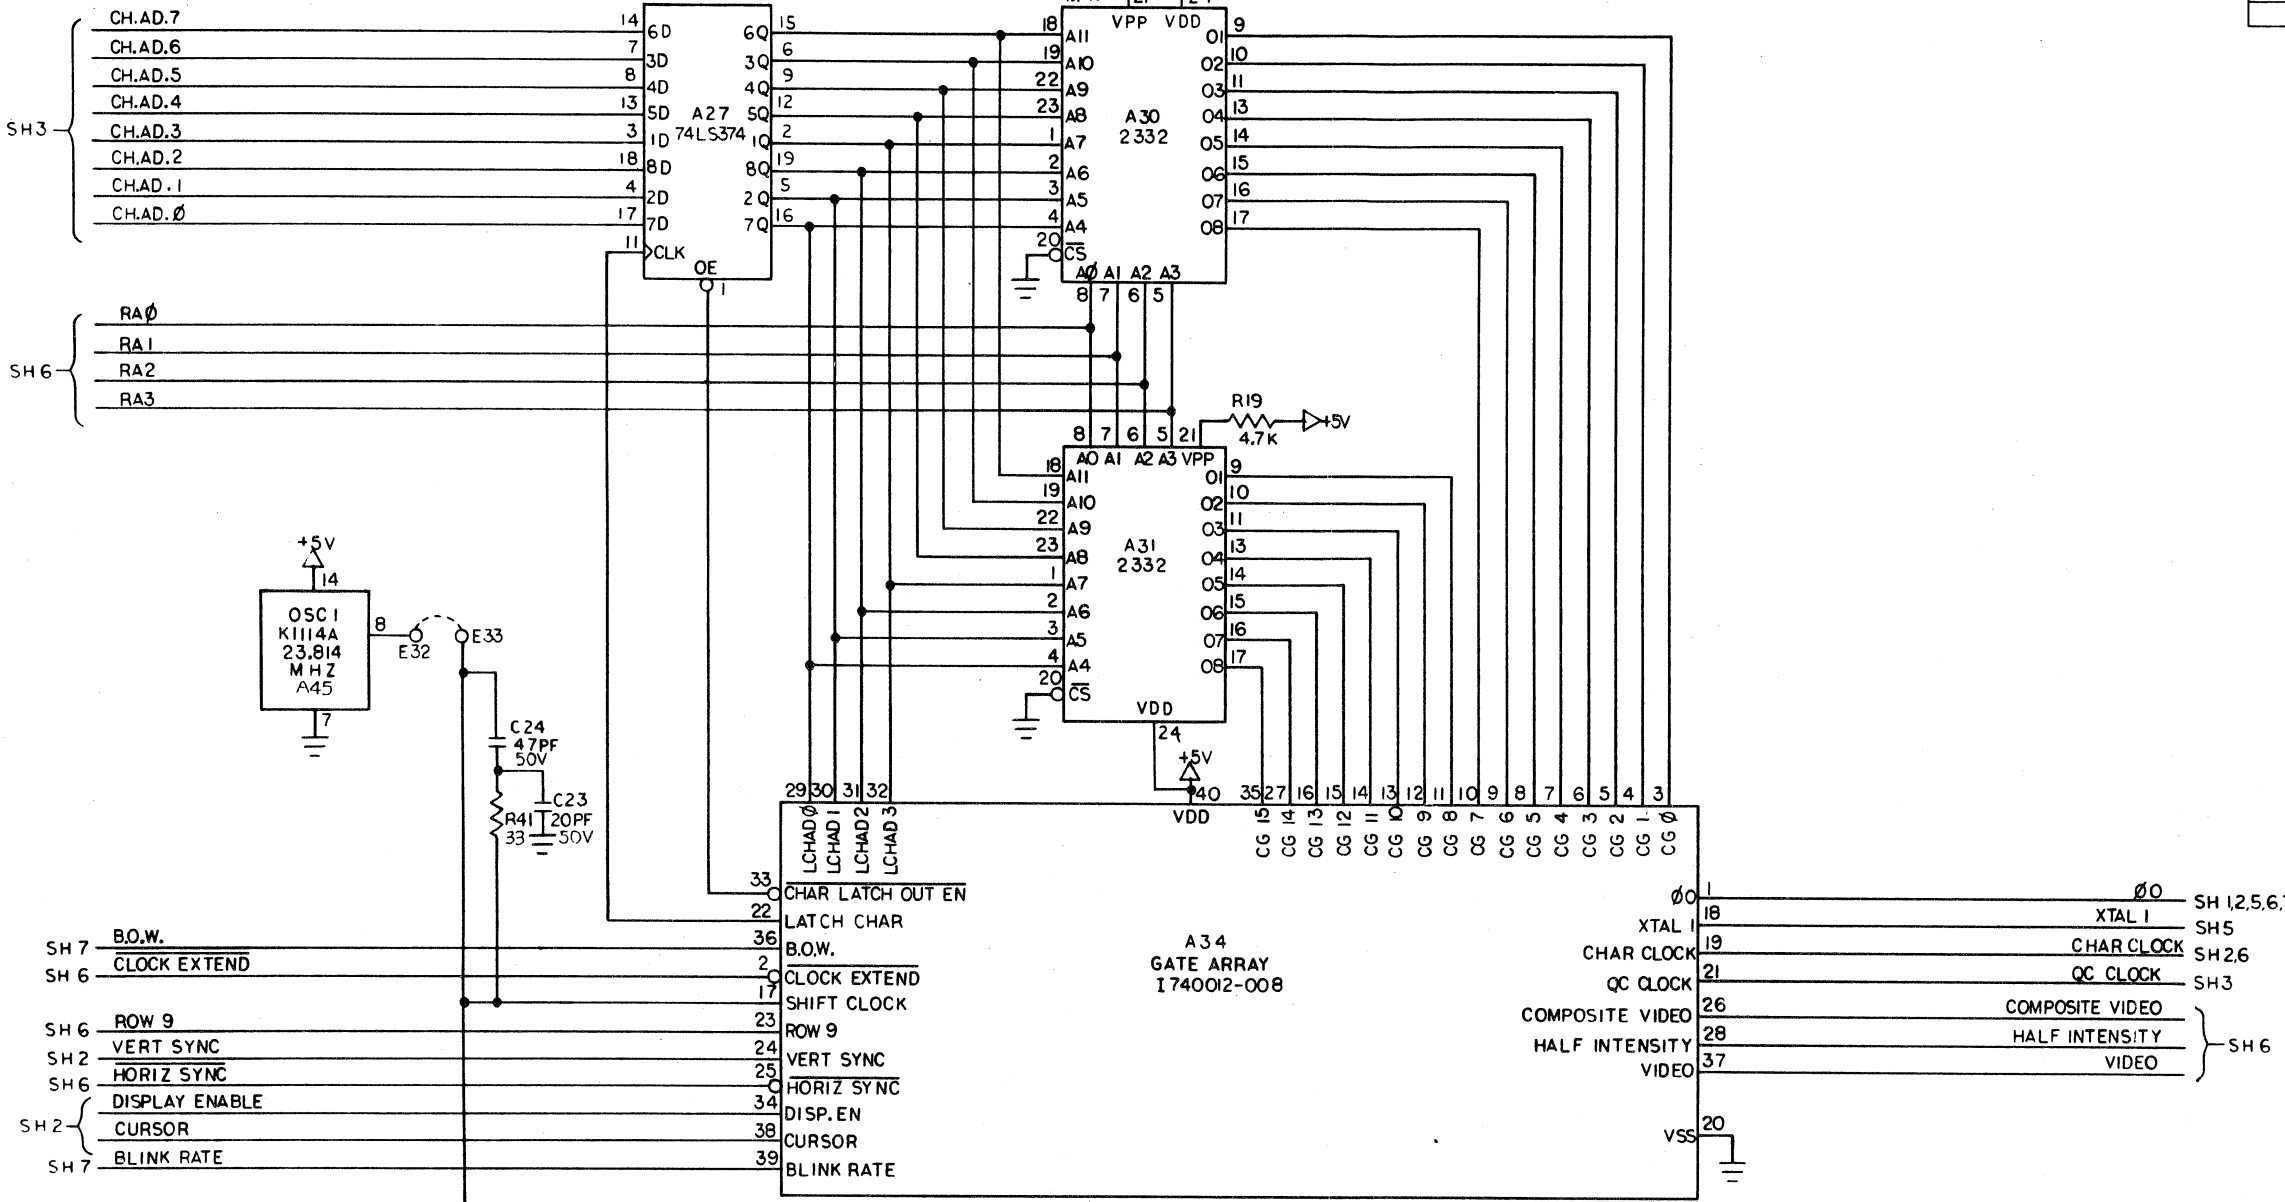 CH.AD.7
CH.AD.6
CH.AD.5
CH.AD.4
CH.AD.3
CH.AD.2
CH.AD.1
CH.AD.Ø
SH3
14 6D
7 3D
8 4D
13 5D
3 1D
18 8D
4 2D
17 7D
11 CLK
OE
1
A27
74LS374
6Q 15
3Q 6
4Q 9
5Q 12
1Q 2
8Q 19
2Q 5
7Q 16
VPP VDD
18 A11
19 A10
22 A9
23 A8
1 A7
2 A6
3 A5
4 A4
20 CS
A30
2332
O1 9
O2 10
O3 11
O4 13
O5 14
O6 15
O7 16
O8 17
AØ A1 A2 A3
8 7 6 5
RAØ
RA1
RA2
RA3
SH6
R19
4.7K
+5V
8 7 6 5 21
A0 A1 A2 A3 VPP
18 A11
19 A10
22 A9
23 A8
1 A7
2 A6
3 A5
4 A4
20 CS
A31
2332
O1 9
O2 10
O3 11
O4 13
O5 14
O6 15
O7 16
O8 17
VDD
24
+5V
+5V
14
OSC 1
K1114A
23.814
MHZ
A45
8
E32
E33
7
C24
47PF
50V
C23
20PF
50V
R41
33
29 30 31 32
LCHADØ
LCHAD1
LCHAD2
LCHAD3
40
VDD
35 27 16 15 14 13 12 11 10 9 8 7 6 5 4 3
CG 15
CG 14
CG 13
CG 12
CG 11
CG 10
CG 9
CG 8
CG 7
CG 6
CG 5
CG 4
CG 3
CG 2
CG 1
CG Ø
33 CHAR LATCH OUT EN
22 LATCH CHAR
SH7 B.O.W. 36 B.O.W.
SH6 CLOCK EXTEND 2 CLOCK EXTEND
17 SHIFT CLOCK
SH6 ROW 9 23 ROW 9
SH2 VERT SYNC 24 VERT SYNC
SH6 HORIZ SYNC 25 HORIZ SYNC
DISPLAY ENABLE 34 DISP.EN
SH2
CURSOR 38 CURSOR
SH7 BLINK RATE 39 BLINK RATE
A34
GATE ARRAY
1740012-008
ØO 1 ØO SH 1,2,5,6,
XTAL 1 18 XTAL 1 SH5
CHAR CLOCK 19 CHAR CLOCK SH2,6
QC CLOCK 21 QC CLOCK SH3
COMPOSITE VIDEO 26 COMPOSITE VIDEO
HALF INTENSITY 28 HALF INTENSITY
SH6
VIDEO 37 VIDEO
VSS 20